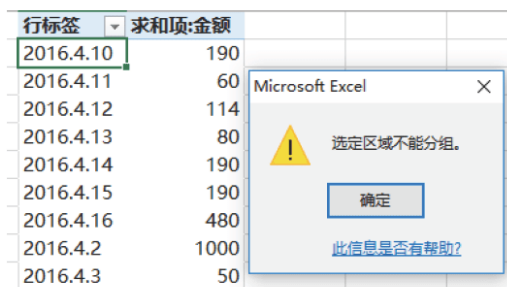 行标签 求和项:金额
2016.4.10 190
2016.4.11 60
2016.4.12 114
2016.4.13 80
2016.4.14 190
2016.4.15 190
2016.4.16 480
2016.4.2 1000
2016.4.3 50
Microsoft Excel
选定区域不能分组。
确定
此信息是否有帮助?